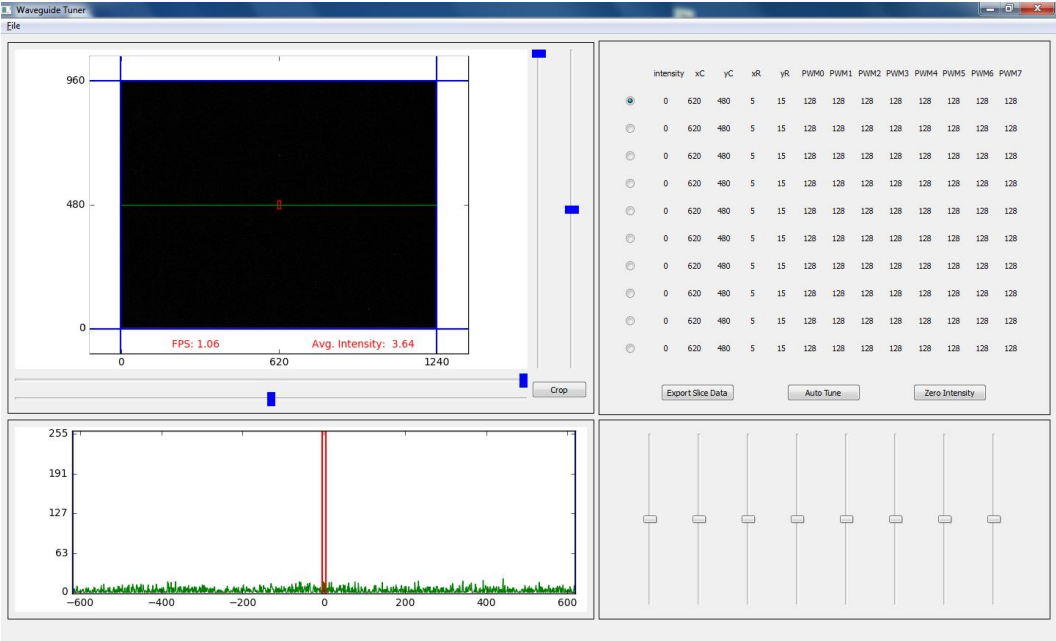 Waveguide Tuner
File
960
480
0
FPS: 1.06 Avg. Intensity: 3.64
0 620 1240
Crop
intensity xC yC xR yR PWM0 PWM1 PWM2 PWM3 PWM4 PWM5 PWM6 PWM7
0 620 480 5 15 128 128 128 128 128 128 128 128
0 620 480 5 15 128 128 128 128 128 128 128 128
0 620 480 5 15 128 128 128 128 128 128 128 128
0 620 480 5 15 128 128 128 128 128 128 128 128
0 620 480 5 15 128 128 128 128 128 128 128 128
0 620 480 5 15 128 128 128 128 128 128 128 128
0 620 480 5 15 128 128 128 128 128 128 128 128
0 620 480 5 15 128 128 128 128 128 128 128 128
0 620 480 5 15 128 128 128 128 128 128 128 128
0 620 480 5 15 128 128 128 128 128 128 128 128
Export Slice Data Auto Tune Zero Intensity
255
191
127
63
0
−600 −400 −200 0 200 400 600